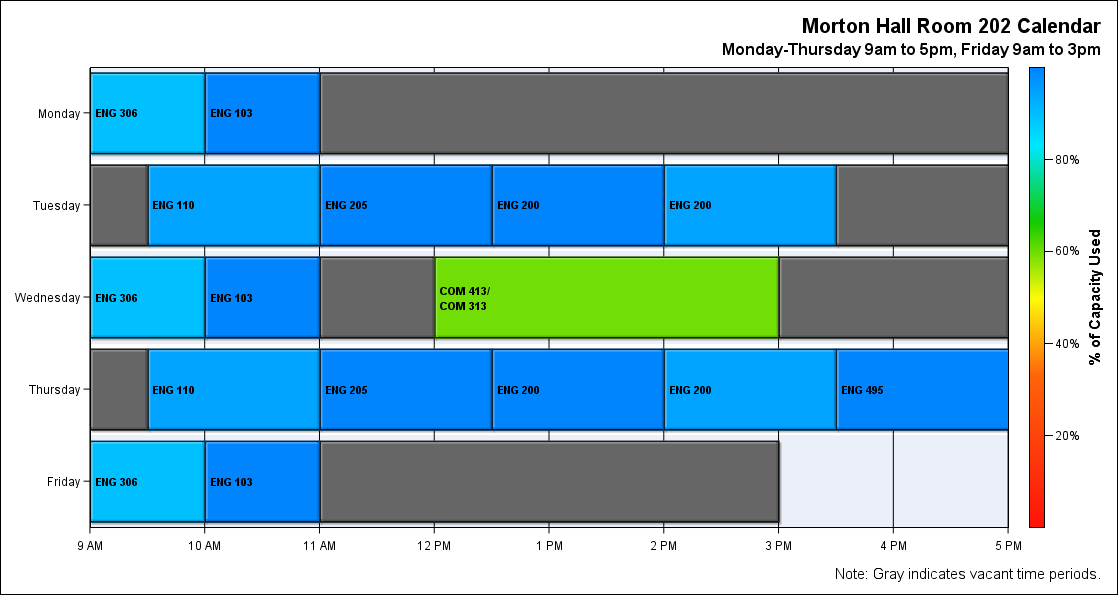 Morton Hall Room 202 Calendar
Monday-Thursday 9am to 5pm, Friday 9am to 3pm
Monday
ENG 306
ENG 103
Tuesday
ENG 110
ENG 205
ENG 200
ENG 200
Wednesday
ENG 306
ENG 103
COM 413/
COM 313
Thursday
ENG 110
ENG 205
ENG 200
ENG 200
ENG 495
Friday
ENG 306
ENG 103
9 AM
10 AM
11 AM
12 PM
1 PM
2 PM
3 PM
4 PM
5 PM
80%
60%
40%
20%
% of Capacity Used
Note: Gray indicates vacant time periods.